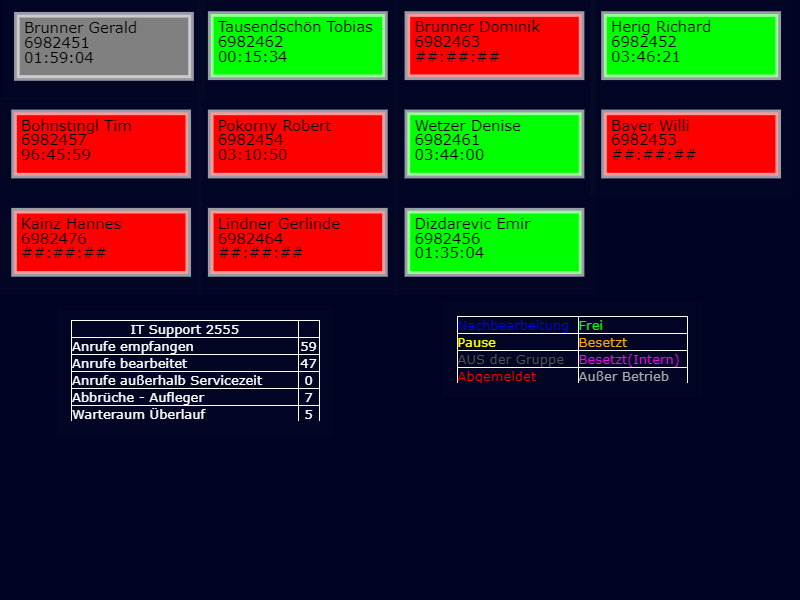 Brunner Gerald
6982451
01:59:04
Tausendschön Tobias
6982462
00:15:34
Brunner Dominik
6982463
##:##:##
Herig Richard
6982452
03:46:21
Bohnstingl Tim
6982457
96:45:59
Pokorny Robert
6982454
03:10:50
Wetzer Denise
6982461
03:44:00
Bayer Willi
6982453
##:##:##
Kainz Hannes
6982476
##:##:##
Lindner Gerlinde
6982464
##:##:##
Dizdarevic Emir
6982456
01:35:04
IT Support 2555
Anrufe empfangen 59
Anrufe bearbeitet 47
Anrufe außerhalb Servicezeit 0
Abbrüche - Aufleger 7
Warteraum Überlauf 5
Nachbearbeitung Frei
Pause Besetzt
AUS der Gruppe Besetzt(Intern)
Abgemeldet Außer Betrieb